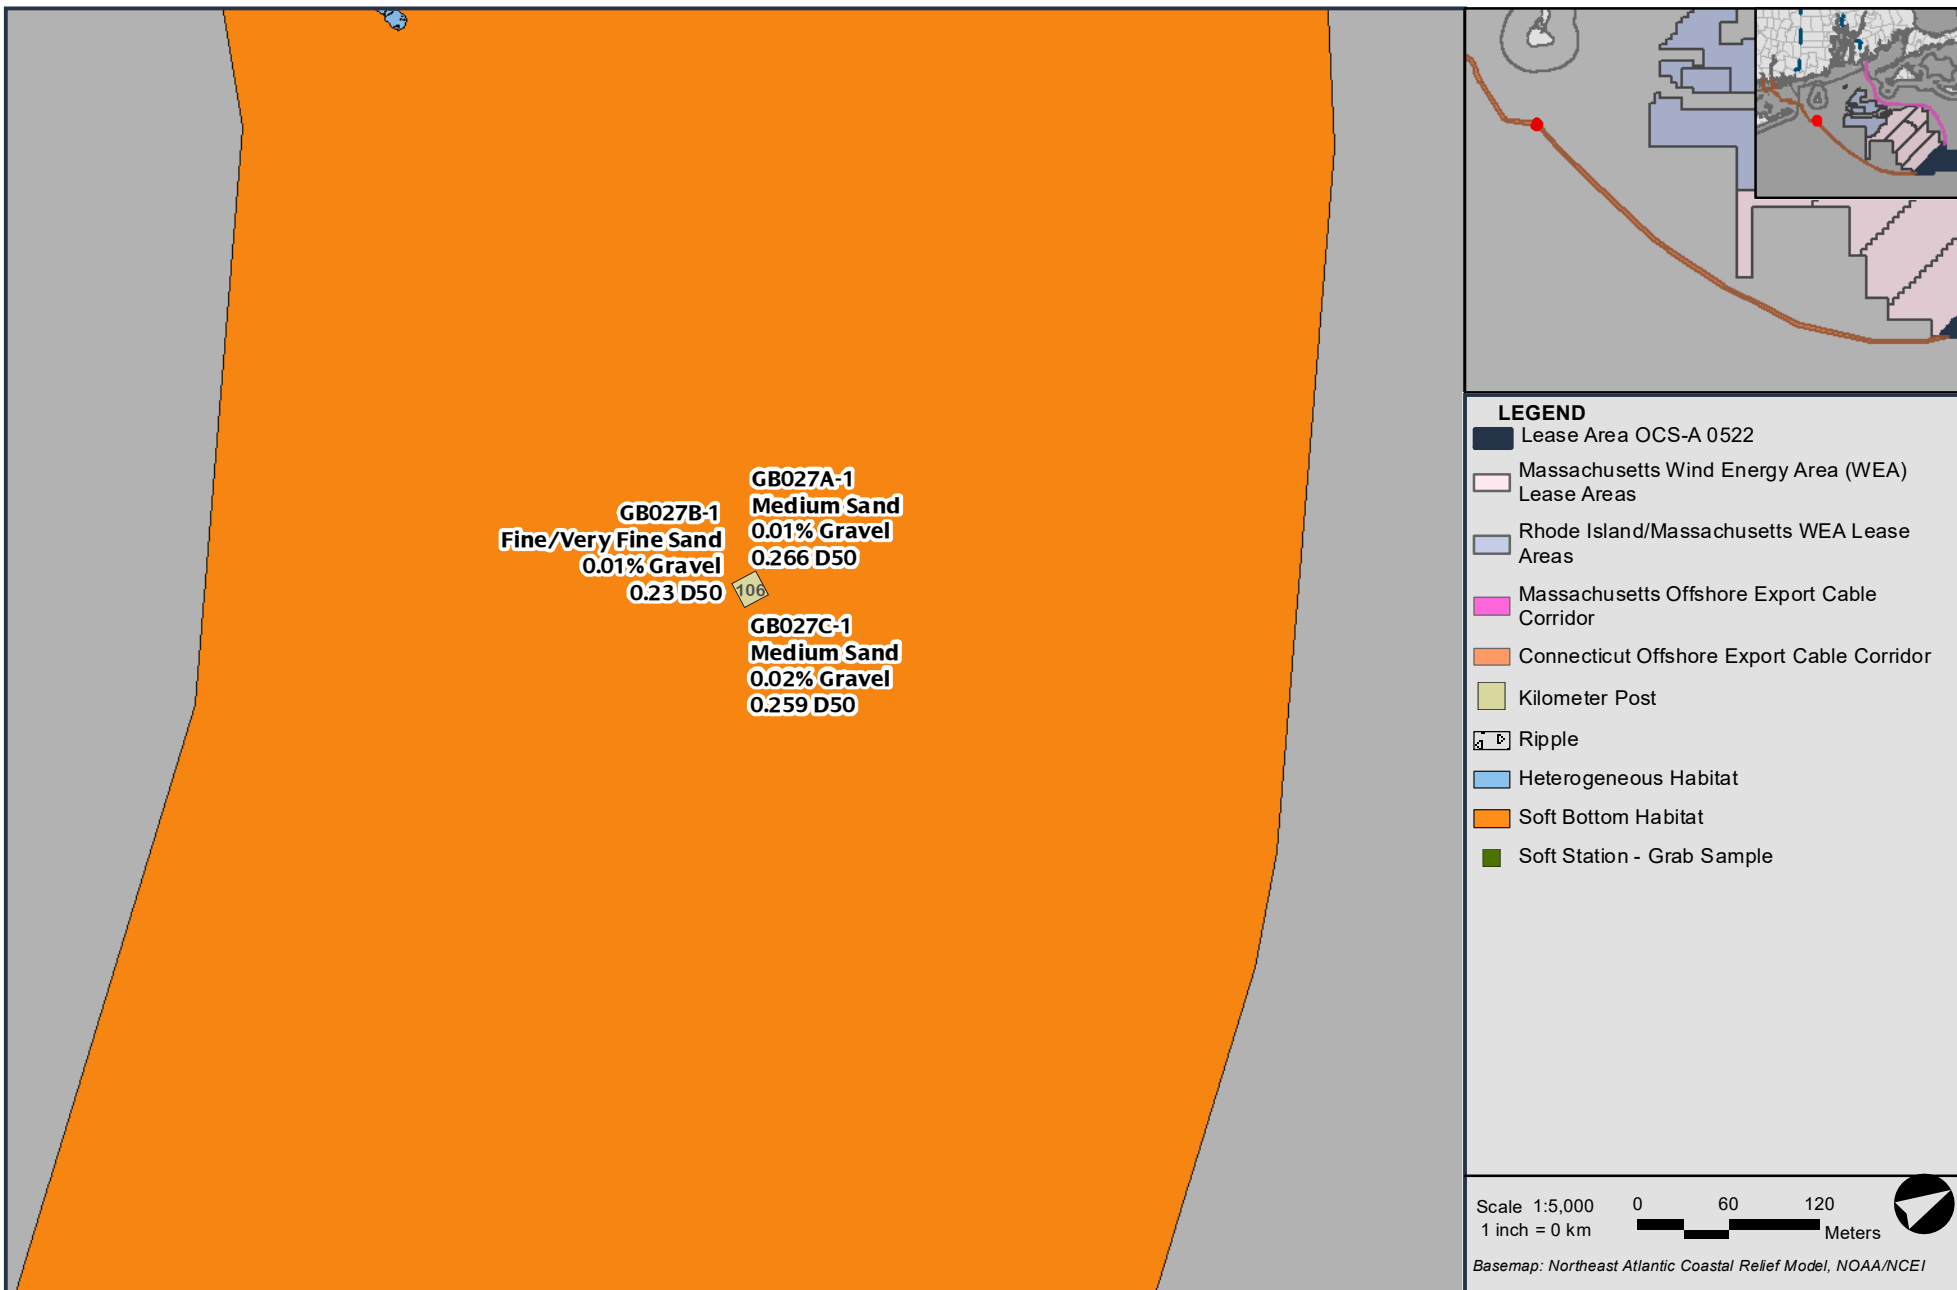 GB027A-1
Medium Sand
0.01% Gravel
0.266 D50
GB027B-1
Fine/Very Fine Sand
0.01% Gravel
0.23 D50
106
GB027C-1
Medium Sand
0.02% Gravel
0.259 D50
LEGEND
Lease Area OCS-A 0522
Massachusetts Wind Energy Area (WEA)
Lease Areas
Rhode Island/Massachusetts WEA Lease
Areas
Massachusetts Offshore Export Cable
Corridor
Connecticut Offshore Export Cable Corridor
Kilometer Post
Ripple
Heterogeneous Habitat
Soft Bottom Habitat
Soft Station - Grab Sample
Scale 1:5,000
1 inch = 0 km
0 60 120
Meters
Basemap: Northeast Atlantic Coastal Relief Model, NOAA/NCEI